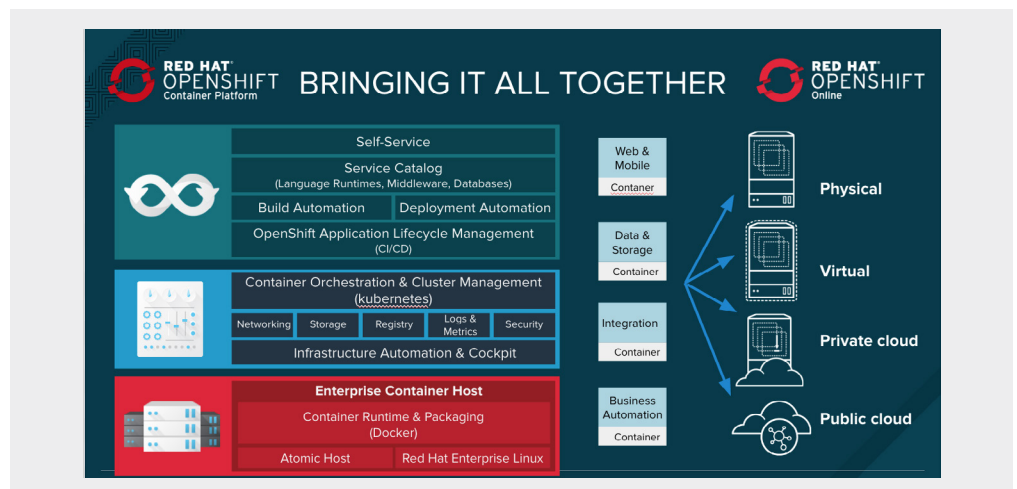 RED HAT®
OPENSHIFT
Container Platform
BRINGING IT ALL TOGETHER
RED HAT®
OPENSHIFT
Online
Self-Service
Service Catalog
(Language Runtimes, Middleware, Databases)
Build Automation
Deployment Automation
OpenShift Application Lifecycle Management
(CI/CD)
Container Orchestration & Cluster Management
(kubernetes)
Networking
Storage
Registry
Logs &
Metrics
Security
Infrastructure Automation & Cockpit
Enterprise Container Host
Container Runtime & Packaging
(Docker)
Atomic Host
Red Hat Enterprise Linux
Web &
Mobile
Contaner
Data &
Storage
Container
Integration
Container
Business
Automation
Container
Physical
Virtual
Private cloud
Public cloud